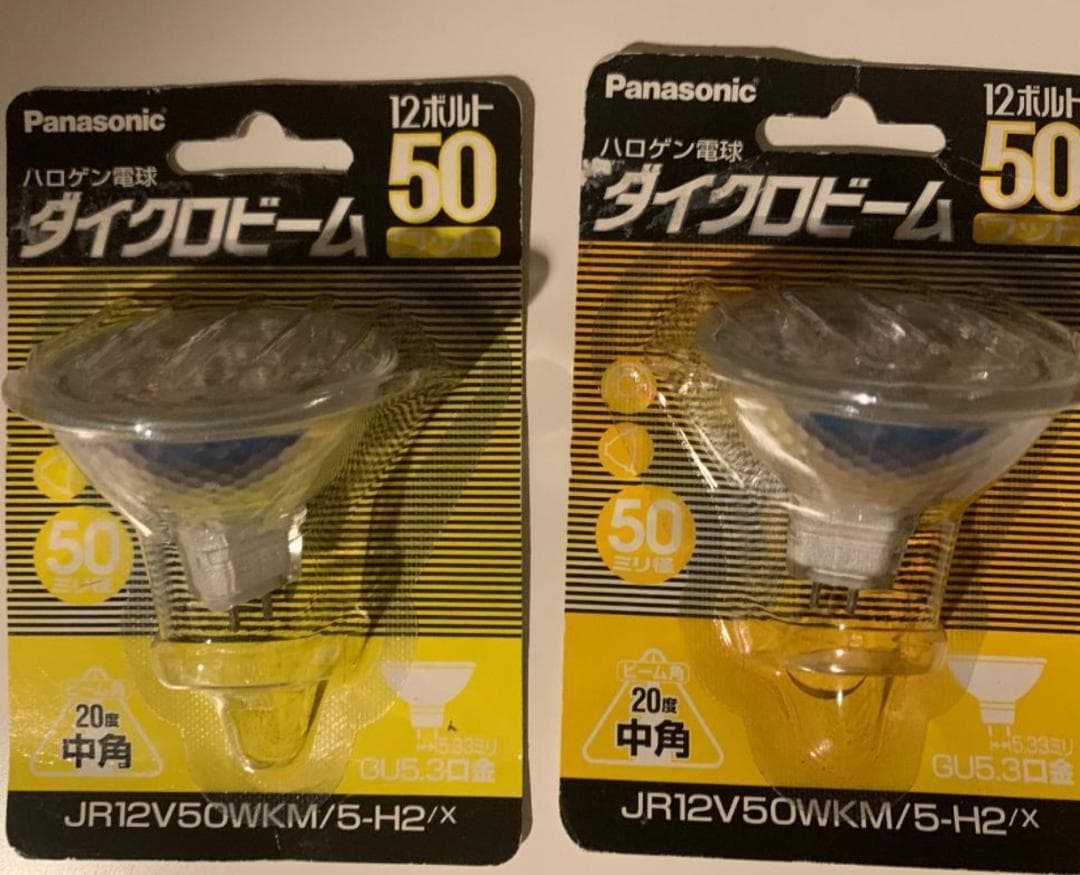 Panasonic
12ボルト
50
ワット
ハロゲン電球
ダイクロビーム
50
ミリ径
ビーム角
20度
中角
5.33ミリ
GU5.3口金
JR12V50WKM/5-H2/X
Panasonic
12ボルト
50
ワット
ハロゲン電球
ダイクロビーム
50
ミリ径
ビーム角
20度
中角
5.33ミリ
GU5.3口金
JR12V50WKM/5-H2/X